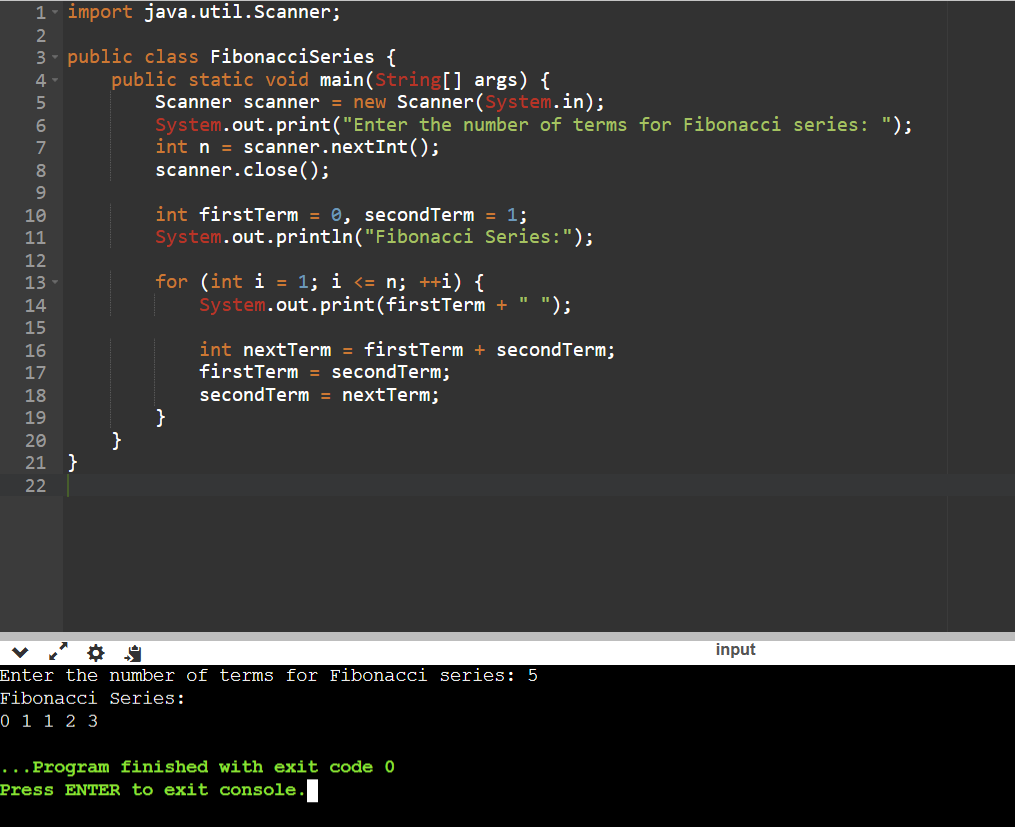 1 import java.util.Scanner;
2
3 public class FibonacciSeries {
4     public static void main(String[] args) {
5         Scanner scanner = new Scanner(System.in);
6         System.out.print("Enter the number of terms for Fibonacci series: ");
7         int n = scanner.nextInt();
8         scanner.close();
9
10         int firstTerm = 0, secondTerm = 1;
11         System.out.println("Fibonacci Series:");
12
13         for (int i = 1; i <= n; ++i) {
14             System.out.print(firstTerm + " ");
15
16             int nextTerm = firstTerm + secondTerm;
17             firstTerm = secondTerm;
18             secondTerm = nextTerm;
19         }
20     }
21 }
22
input
Enter the number of terms for Fibonacci series: 5
Fibonacci Series:
0 1 1 2 3
...Program finished with exit code 0
Press ENTER to exit console.